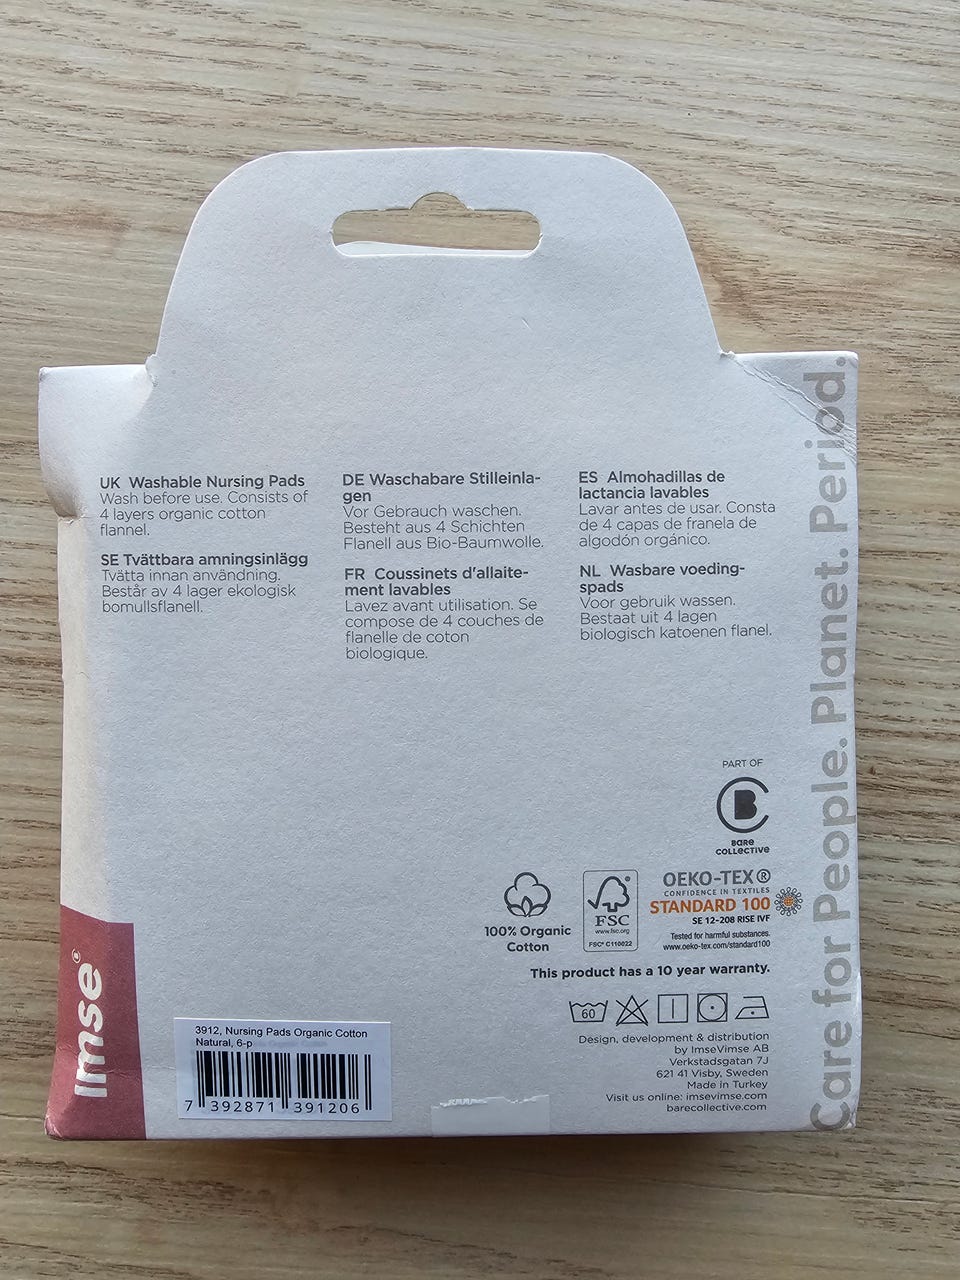 UK Washable Nursing Pads
Wash before use. Consists of
4 layers organic cotton
flannel.
SE Tvättbara amningsinlägg
Tvätta innan användning.
Består av 4 lager ekologisk
bomullsflanell.
DE Waschabare Stilleinla-
gen
Vor Gebrauch waschen.
Besteht aus 4 Schichten
Flanell aus Bio-Baumwolle.
FR Coussinets d'allaite-
ment lavables
Lavez avant utilisation. Se
compose de 4 couches de
flanelle de coton
biologique.
ES Almohadillas de
lactancia lavables
Lavar antes de usar. Consta
de 4 capas de franela de
algodón orgánico.
NL Wasbare voeding-
spads
Voor gebruik wassen.
Bestaat uit 4 lagen
biologisch katoenen flanel.
Care for People. Planet. Period.
PART OF
B
BARE
COLLECTIVE
100% Organic
Cotton
FSC
www.fsc.org
FSC® C110022
OEKO-TEX®
CONFIDENCE IN TEXTILES
STANDARD 100
SE 12-208 RISE IVF
Tested for harmful substances.
www.oeko-tex.com/standard100
This product has a 10 year warranty.
60
Design, development & distribution
by ImseVimse AB
Verkstadsgatan 7J
621 41 Visby, Sweden
Made in Turkey
Visit us online: imsevimse.com
barecollective.com
Imse®
3912, Nursing Pads Organic Cotton
Natural, 6-p
7 392871 391206